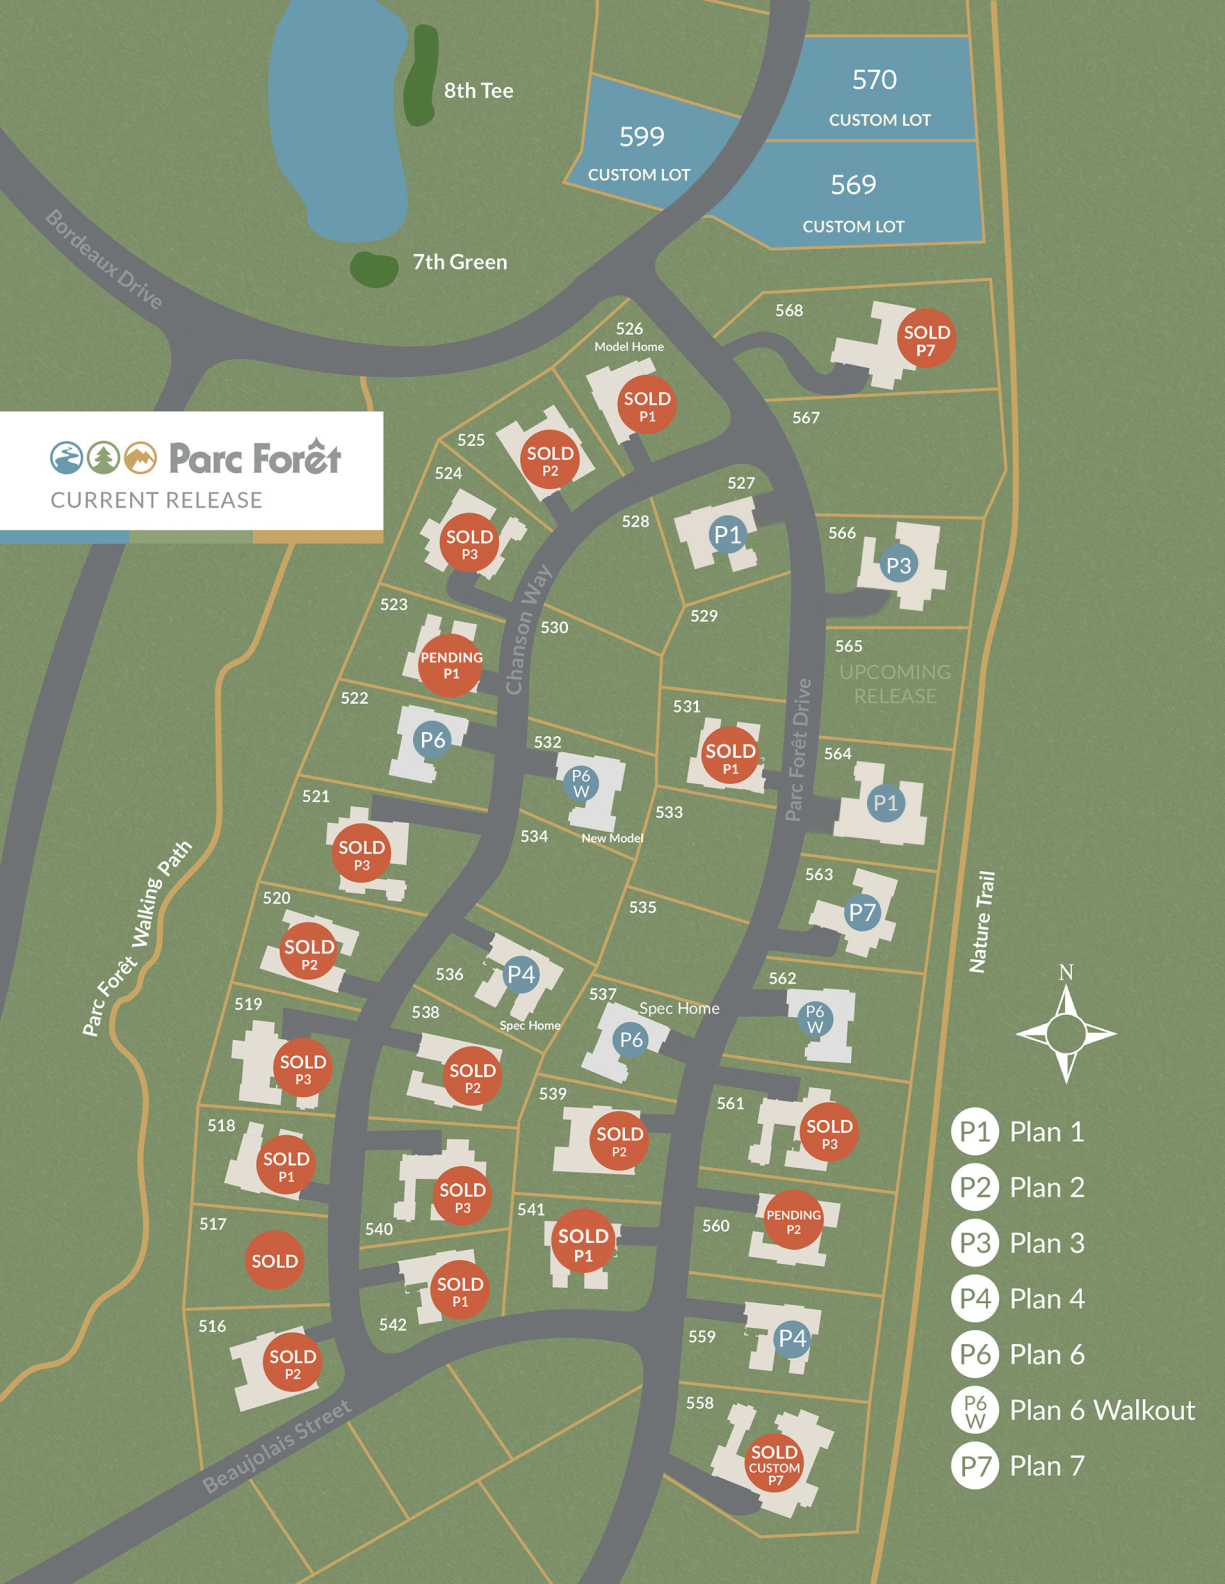 570
CUSTOM LOT
8th Tee
599
CUSTOM LOT
569
CUSTOM LOT
Bordeaux Drive
7th Green
568
SOLD
P7
526
Model Home
SOLD
P1
567
525
SOLD
P2
Parc Forêt
CURRENT RELEASE
524
SOLD
P3
527
P1
528
566
P3
523
PENDING
P1
Chanson Way
530
529
565
UPCOMING
RELEASE
522
P6
532
P6
W
New Model
531
SOLD
P1
Parc Forêt Drive
564
P1
521
SOLD
P3
534
533
563
P7
Parc Forêt Walking Path
Nature Trail
520
SOLD
P2
535
536
P4
Spec Home
537
Spec Home
P6
562
P6
W
N
519
SOLD
P3
538
SOLD
P2
539
SOLD
P2
561
SOLD
P3
518
SOLD
P1
SOLD
P3
540
517
SOLD
541
SOLD
P1
560
PENDING
P2
516
SOLD
P2
SOLD
P1
542
559
P4
558
SOLD
CUSTOM
P7
Beaujolais Street
P1 Plan 1
P2 Plan 2
P3 Plan 3
P4 Plan 4
P6 Plan 6
P6
W Plan 6 Walkout
P7 Plan 7